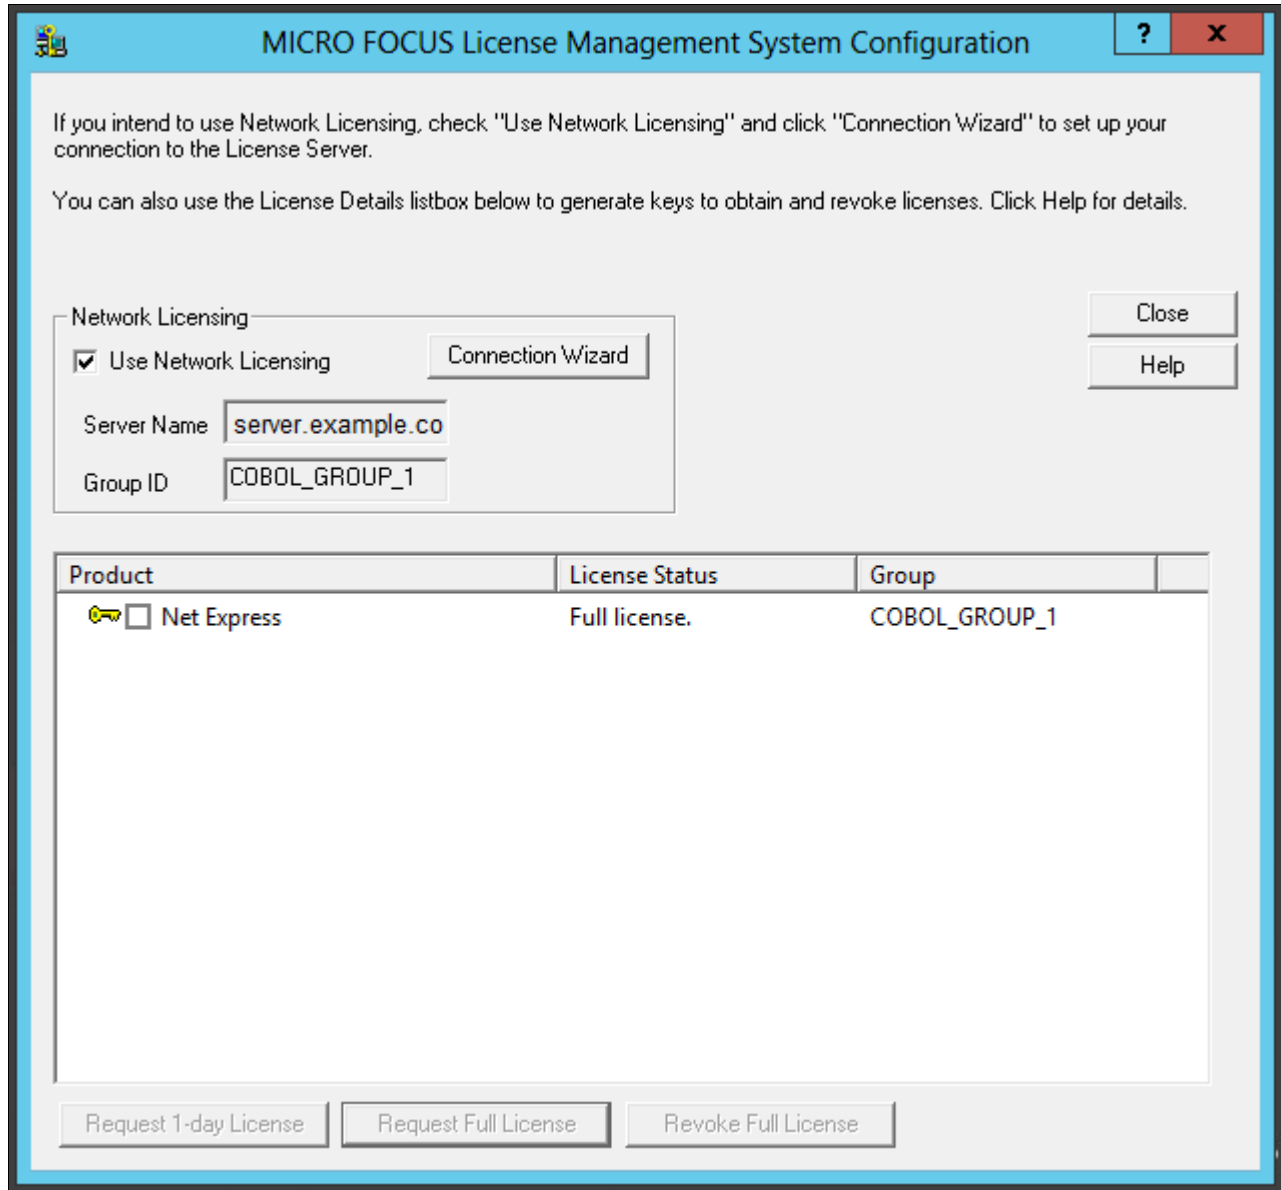 MICRO FOCUS License Management System Configuration
?
x
If you intend to use Network Licensing, check "Use Network Licensing" and click "Connection Wizard" to set up your
connection to the License Server.
You can also use the License Details listbox below to generate keys to obtain and revoke licenses. Click Help for details.
Close
Help
Network Licensing
Use Network Licensing
Connection Wizard
Server Name
server.example.co
Group ID
COBOL_GROUP_1
Product License Status Group
Net Express Full license. COBOL_GROUP_1
Request 1-day License
Request Full License
Revoke Full License